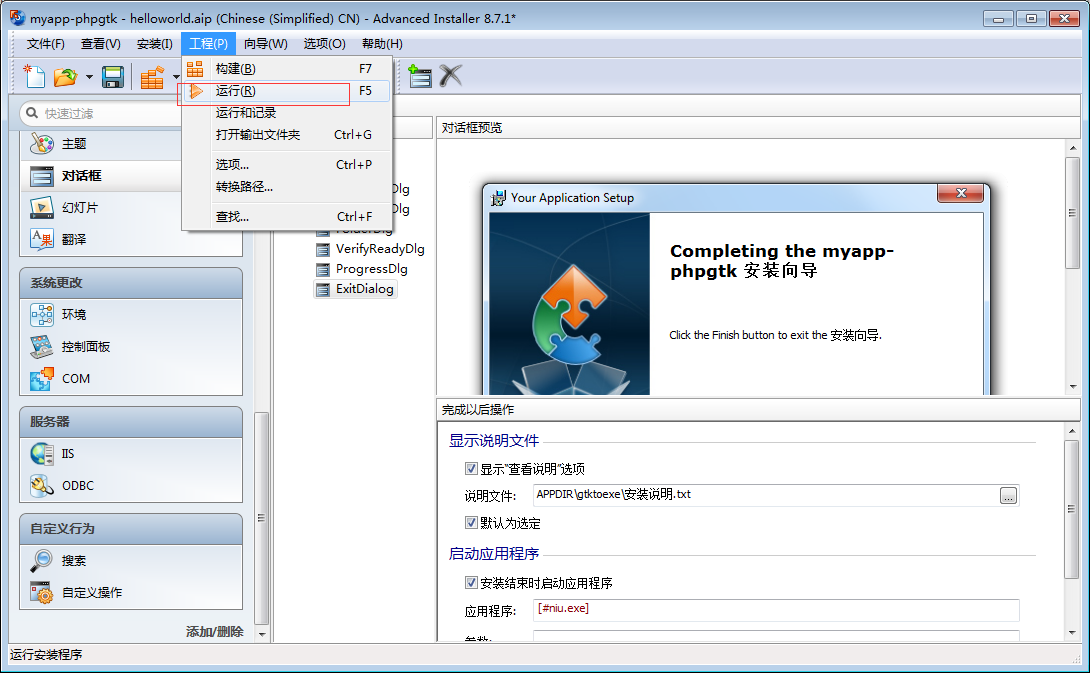 myapp-phpgtk - helloworld.aip (Chinese (Simplified) CN) - Advanced Installer 8.7.1*
文件(F) 查看(V) 安装(I) 工程(P) 向导(W) 选项(O) 帮助(H)
构建(B) F7
运行(R) F5
运行和记录
打开输出文件夹 Ctrl+G
选项... Ctrl+P
转换路径...
查找... Ctrl+F
快速过滤
主题
对话框
幻灯片
翻译
系统更改
环境
控制面板
COM
服务器
IIS
ODBC
自定义行为
搜索
自定义操作
添加/删除
Dlg
Dlg
FolderDlg
VerifyReadyDlg
ProgressDlg
ExitDialog
对话框预览
Your Application Setup
Completing the myapp-
phpgtk 安装向导
Click the Finish button to exit the 安装向导.
完成以后操作
显示说明文件
显示"查看说明"选项
说明文件: APPDIR\gtktoexe\安装说明.txt ...
默认为选定
启动应用程序
安装结束时启动应用程序
应用程序: [#niu.exe]
参数:
运行安装程序